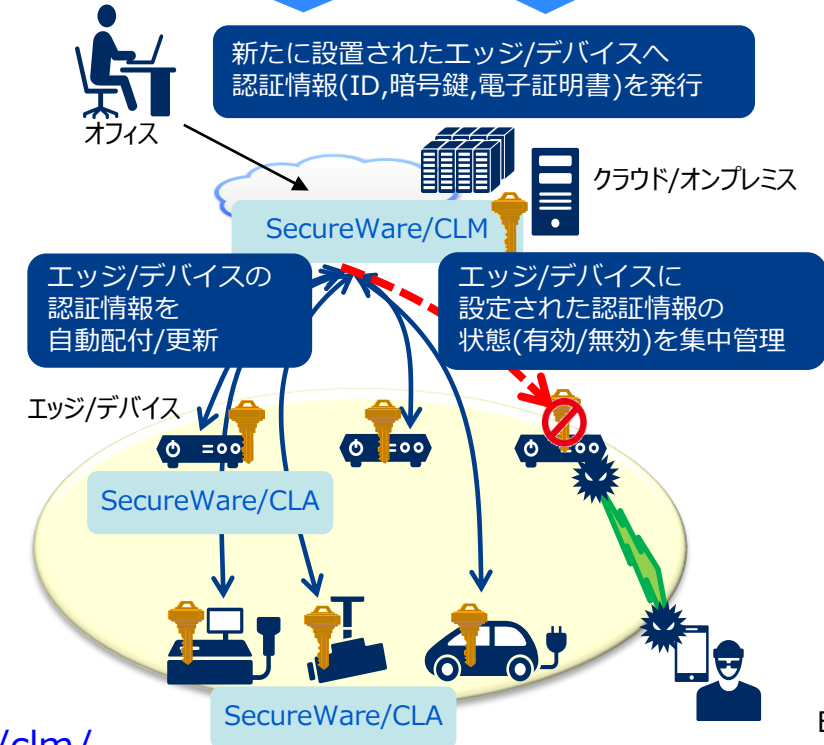 新たに設置されたエッジ/デバイスへ
認証情報(ID,暗号鍵,電子証明書)を発行
オフィス
クラウド/オンプレミス
SecureWare/CLM
エッジ/デバイスの
認証情報を
自動配付/更新
エッジ/デバイスに
設定された認証情報の
状態(有効/無効)を集中管理
エッジ/デバイス
SecureWare/CLA
SecureWare/CLA
/clm/